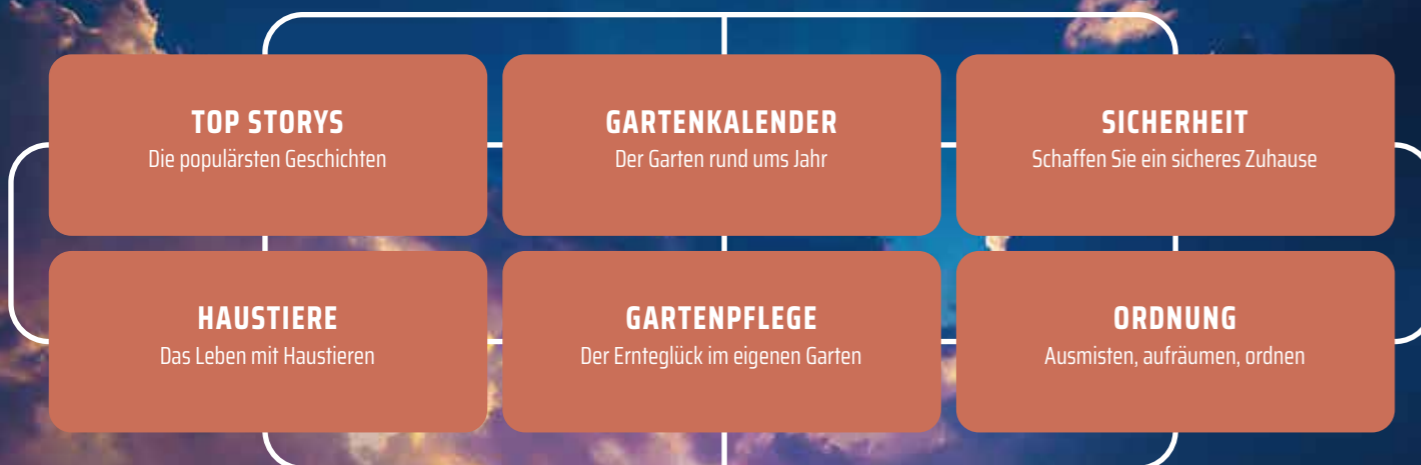 TOP STORYS
Die populärsten Geschichten
GARTENKALENDER
Der Garten rund ums Jahr
SICHERHEIT
Schaffen Sie ein sicheres Zuhause
HAUSTIERE
Das Leben mit Haustieren
GARTENPFLEGE
Der Ernteglück im eigenen Garten
ORDNUNG
Ausmisten, aufräumen, ordnen